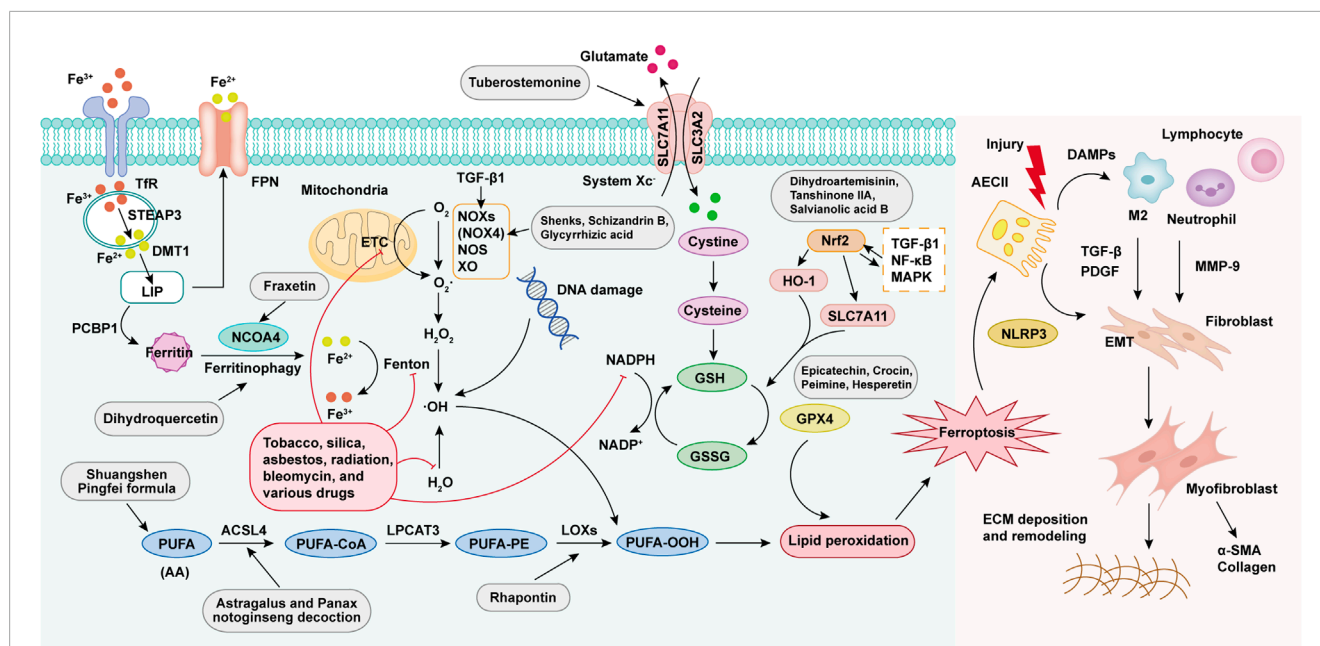 Glutamate
Fe³⁺
Fe²⁺
Tuberostemonine
SLC7A11
SLC3A2
Lymphocyte
Injury
DAMPs
AECII
M2
Neutrophil
TfR
Fe³⁺
STEAP3
Fe²⁺
DMT1
FPN
LIP
PCBP1
Ferritin
Fraxetin
NCOA4
Ferritinophagy
Dihydroquercetin
Mitochondria
ETC
TGF-β1
O₂
NOXs
(NOX4)
NOS
XO
O₂·
H₂O₂
·OH
H₂O
Fe²⁺
Fe³⁺
Fenton
System Xc⁻
Shenks, Schizandrin B,
Glycyrrhizic acid
DNA damage
Cystine
Cysteine
GSH
GSSG
NADPH
NADP⁺
Dihydroartemisinin,
Tanshinone IIA,
Salvianolic acid B
Nrf2
TGF-β1
NF-κB
MAPK
HO-1
SLC7A11
Epicatechin, Crocin,
Peimine, Hesperetin
GPX4
Tobacco, silica,
asbestos, radiation,
bleomycin, and
various drugs
Shuangshen
Pingfei formula
PUFA
(AA)
ACSL4
PUFA-CoA
LPCAT3
PUFA-PE
LOXs
PUFA-OOH
Lipid peroxidation
Ferroptosis
Astragalus and Panax
notoginseng decoction
Rhapontin
TGF-β
PDGF
MMP-9
NLRP3
EMT
Fibroblast
Myofibroblast
ECM deposition
and remodeling
α-SMA
Collagen